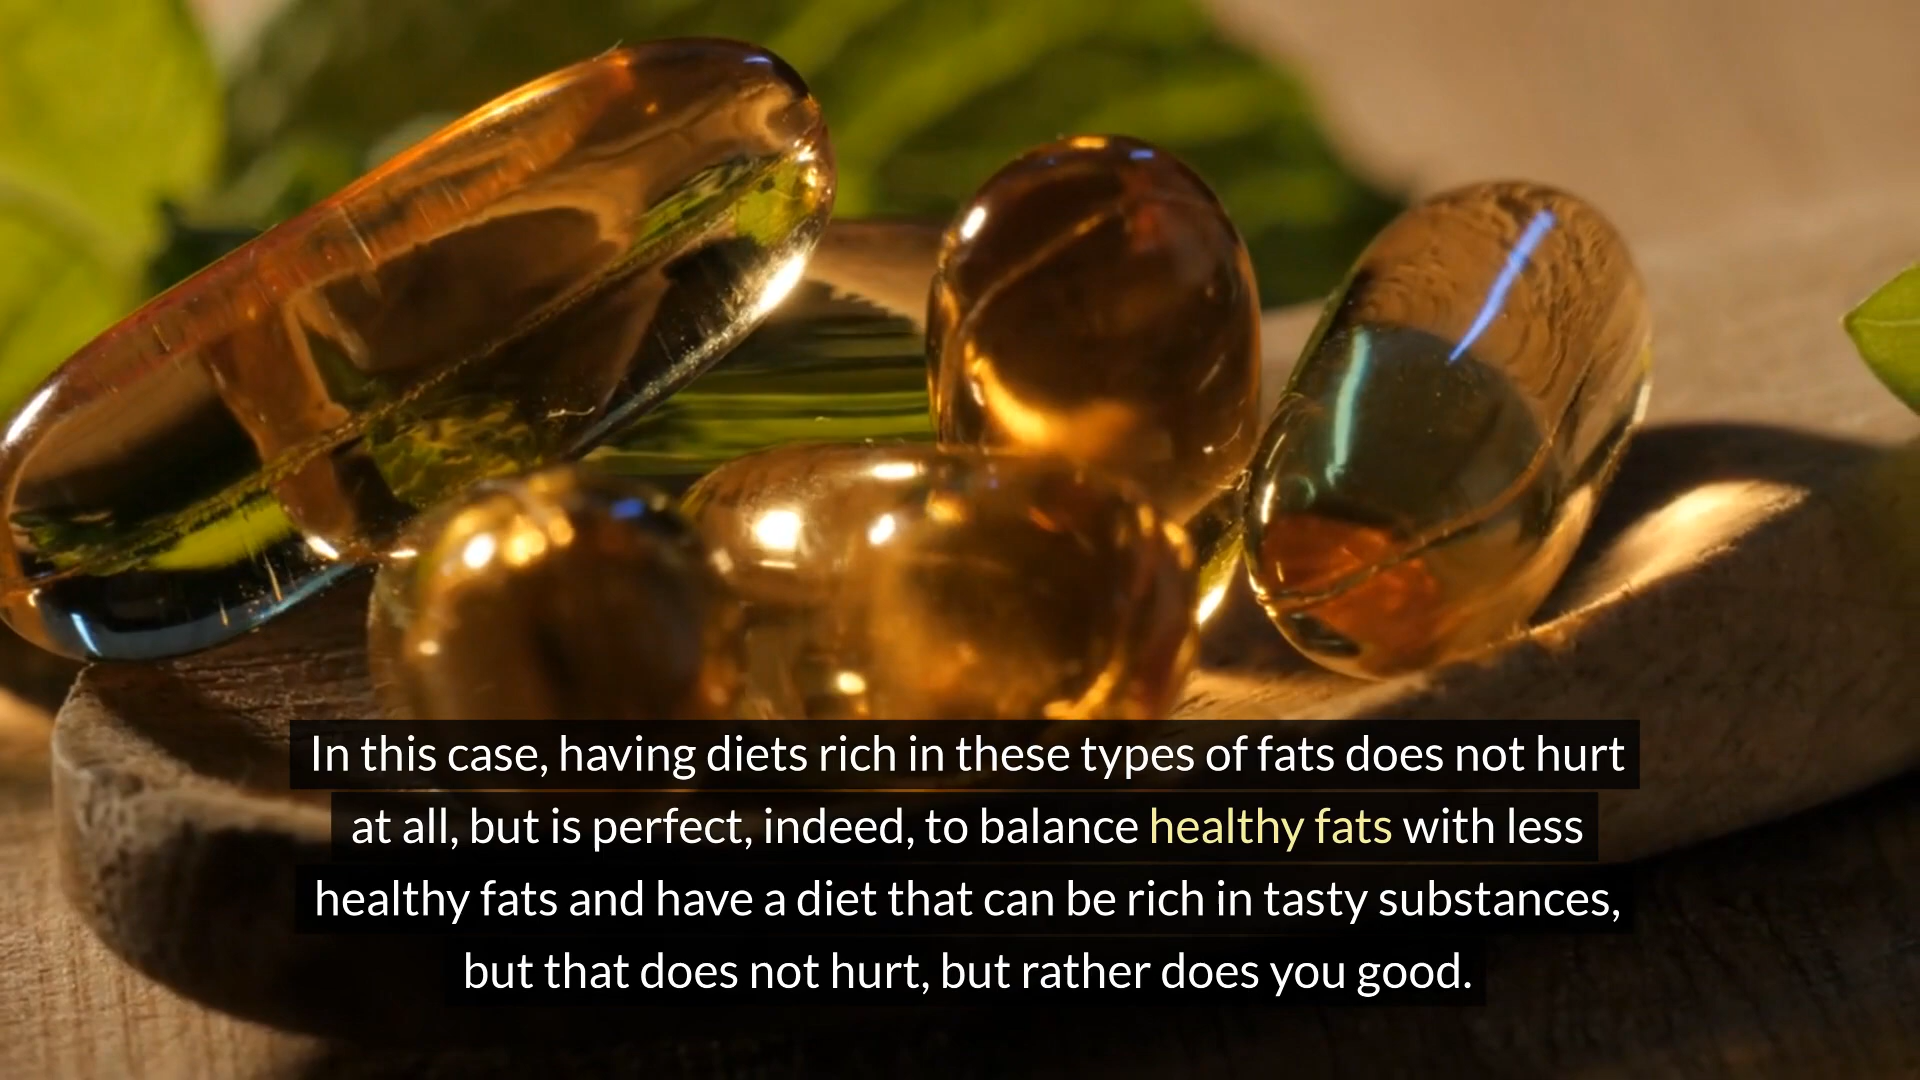 In this case, having diets rich in these types of fats does not hurt
at all, but is perfect, indeed, to balance healthy fats with less
healthy fats and have a diet that can be rich in tasty substances,
but that does not hurt, but rather does you good.